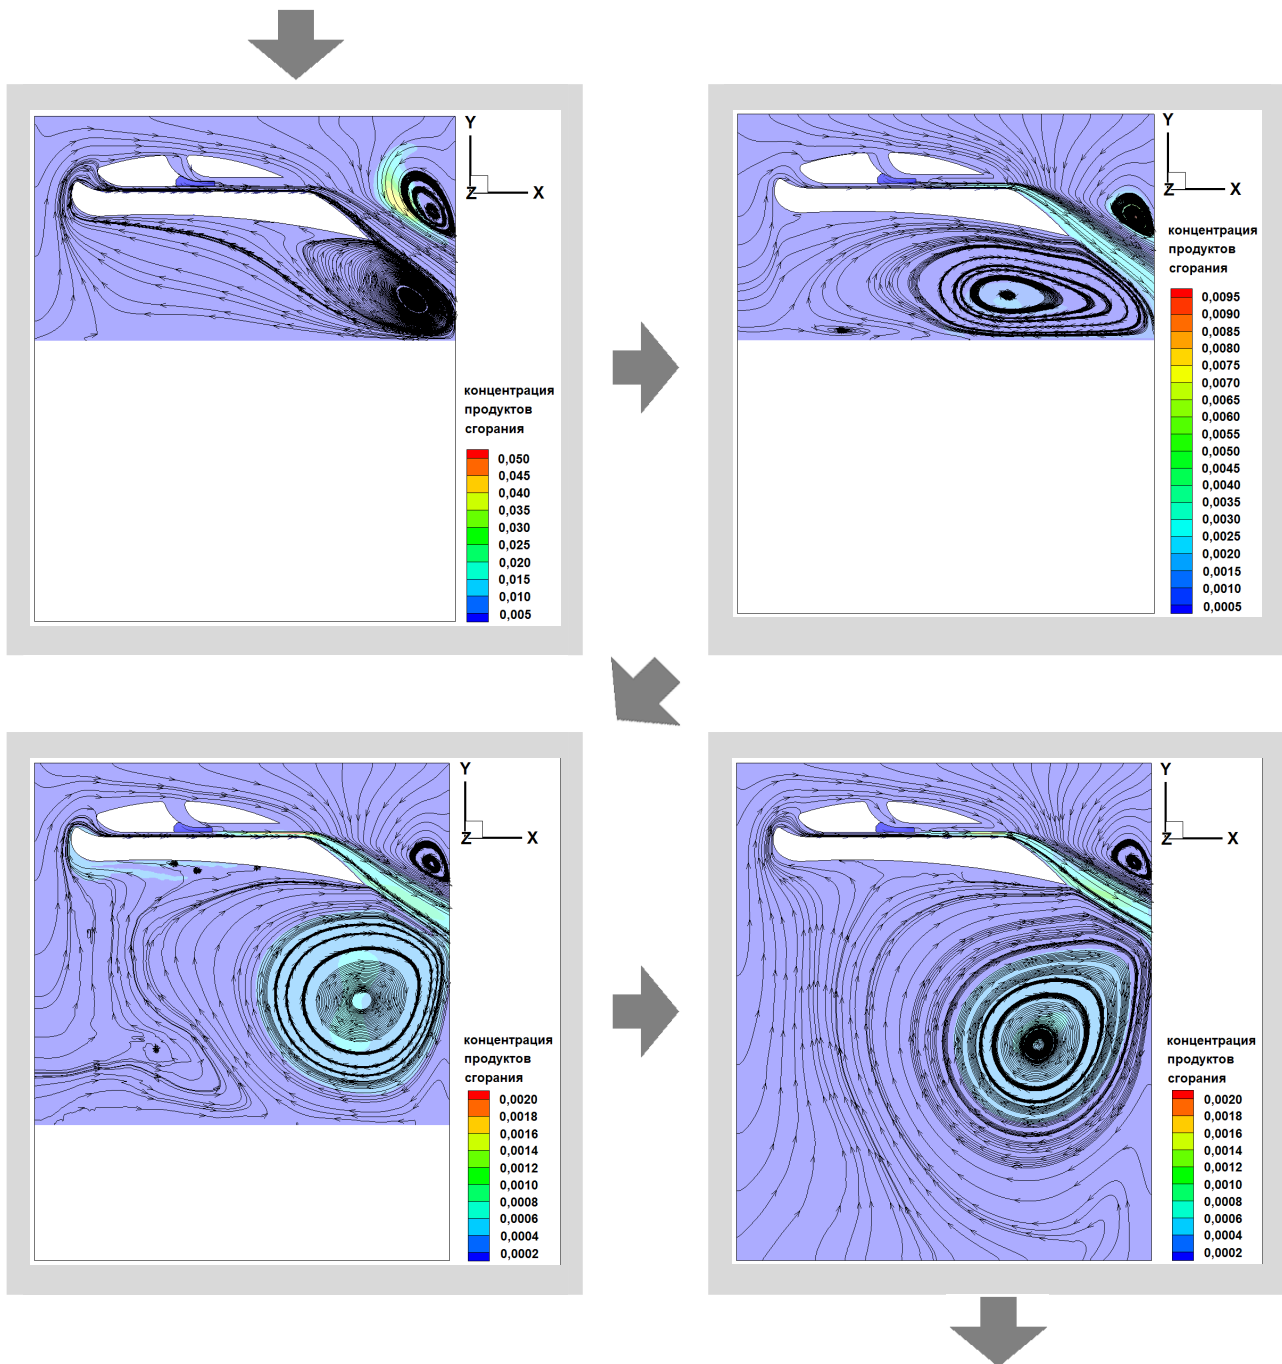 Y
Z
X
концентрация
продуктов
сгорания
0,050
0,045
0,040
0,035
0,030
0,025
0,020
0,015
0,010
0,005
Y
Z
X
концентрация
продуктов
сгорания
0,0095
0,0090
0,0085
0,0080
0,0075
0,0070
0,0065
0,0060
0,0055
0,0050
0,0045
0,0040
0,0035
0,0030
0,0025
0,0020
0,0015
0,0010
0,0005
Y
Z
X
концентрация
продуктов
сгорания
0,0020
0,0018
0,0016
0,0014
0,0012
0,0010
0,0008
0,0006
0,0004
0,0002
Y
Z
X
концентрация
продуктов
сгорания
0,0020
0,0018
0,0016
0,0014
0,0012
0,0010
0,0008
0,0006
0,0004
0,0002